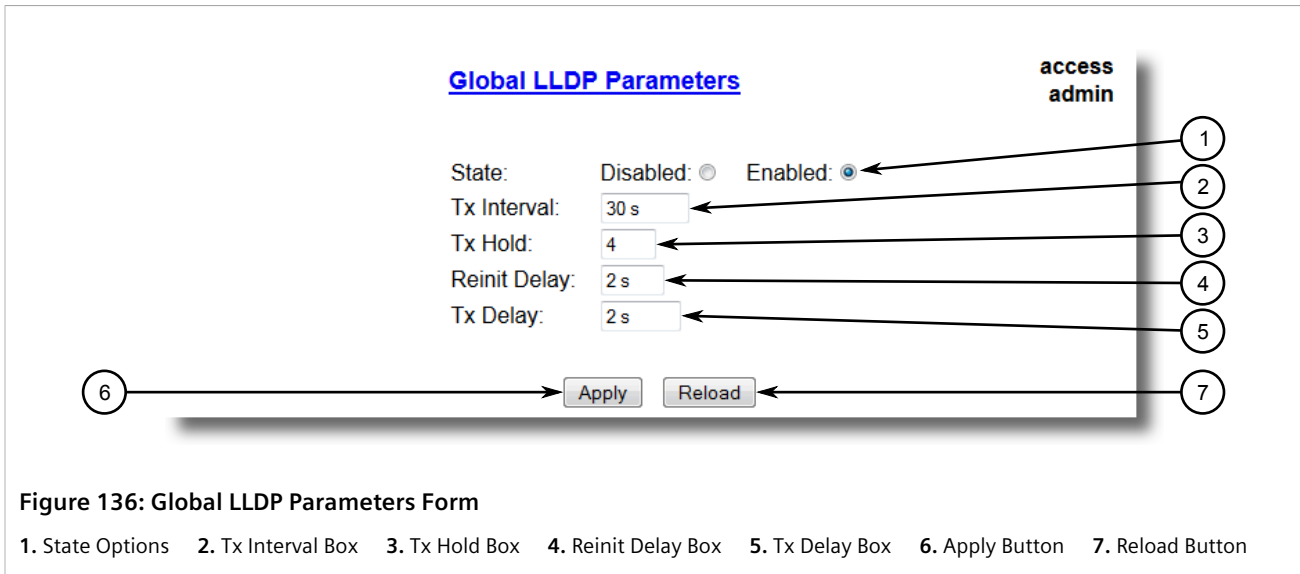 Global LLDP Parameters
access
admin
State: Disabled: Enabled:
1
Tx Interval: 30 s
2
Tx Hold: 4
3
Reinit Delay: 2 s
4
Tx Delay: 2 s
5
6
Apply Reload
7
Figure 136: Global LLDP Parameters Form
1. State Options 2. Tx Interval Box 3. Tx Hold Box 4. Reinit Delay Box 5. Tx Delay Box 6. Apply Button 7. Reload Button